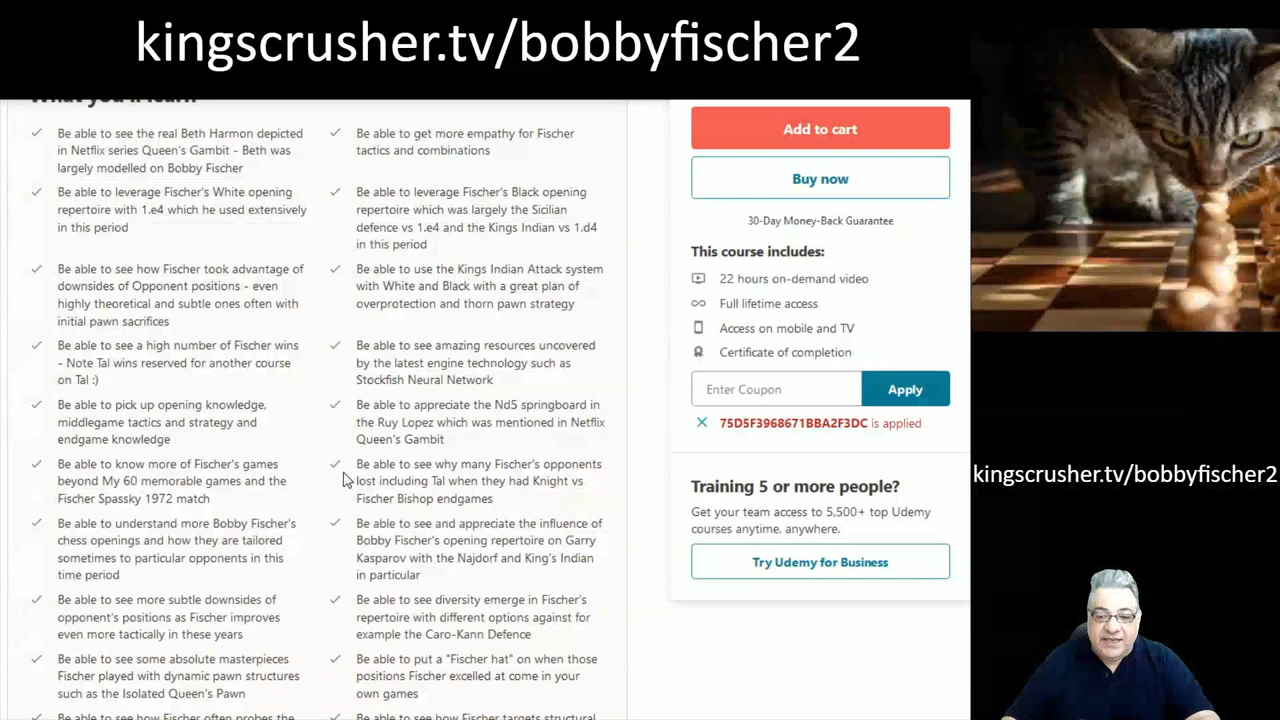 kingscrusher.tv/bobbyfischer2
What you'll learn
Be able to see the real Beth Harmon depicted
in Netflix series Queen's Gambit - Beth was
largely modelled on Bobby Fischer
Be able to leverage Fischer's White opening
repertoire with 1.e4 which he used extensively
in this period
Be able to see how Fischer took advantage of
downsides of Opponent positions - even
highly theoretical and subtle ones often with
initial pawn sacrifices
Be able to see a high number of Fischer wins
- Note Tal wins reserved for another course
on Tal :)
Be able to pick up opening knowledge,
middlegame tactics and strategy and
endgame knowledge
Be able to know more of Fischer's games
beyond My 60 memorable games and the
Fischer Spassky 1972 match
Be able to understand more Bobby Fischer's
chess openings and how they are tailored
sometimes to particular opponents in this
time period
Be able to see more subtle downsides of
opponent's positions as Fischer improves
even more tactically in these years
Be able to see some absolute masterpieces
Fischer played with dynamic pawn structures
such as the Isolated Queen's Pawn
Be able to see how Fischer often probes the
Be able to get more empathy for Fischer
tactics and combinations
Be able to leverage Fischer's Black opening
repertoire which was largely the Sicilian
defence vs 1.e4 and the Kings Indian vs 1.d4
in this period
Be able to use the Kings Indian Attack system
with White and Black with a great plan of
overprotection and thorn pawn strategy
Be able to see amazing resources uncovered
by the latest engine technology such as
Stockfish Neural Network
Be able to appreciate the Nd5 springboard in
the Ruy Lopez which was mentioned in Netflix
Queen's Gambit
Be able to see why many Fischer's opponents
lost including Tal when they had Knight vs
Fischer Bishop endgames
Be able to see and appreciate the influence of
Bobby Fischer's opening repertoire on Garry
Kasparov with the Najdorf and King's Indian
in particular
Be able to see diversity emerge in Fischer's
repertoire with different options against for
example the Caro-Kann Defence
Be able to put a "Fischer hat" on when those
positions Fischer excelled at come in your
own games
Be able to see how Fischer targets structural
Add to cart
Buy now
30-Day Money-Back Guarantee
This course includes:
22 hours on-demand video
Full lifetime access
Access on mobile and TV
Certificate of completion
Enter Coupon
Apply
75D5F3968671BBA2F3DC is applied
Training 5 or more people?
Get your team access to 5,500+ top Udemy
courses anytime, anywhere.
Try Udemy for Business
kingscrusher.tv/bobbyfischer2